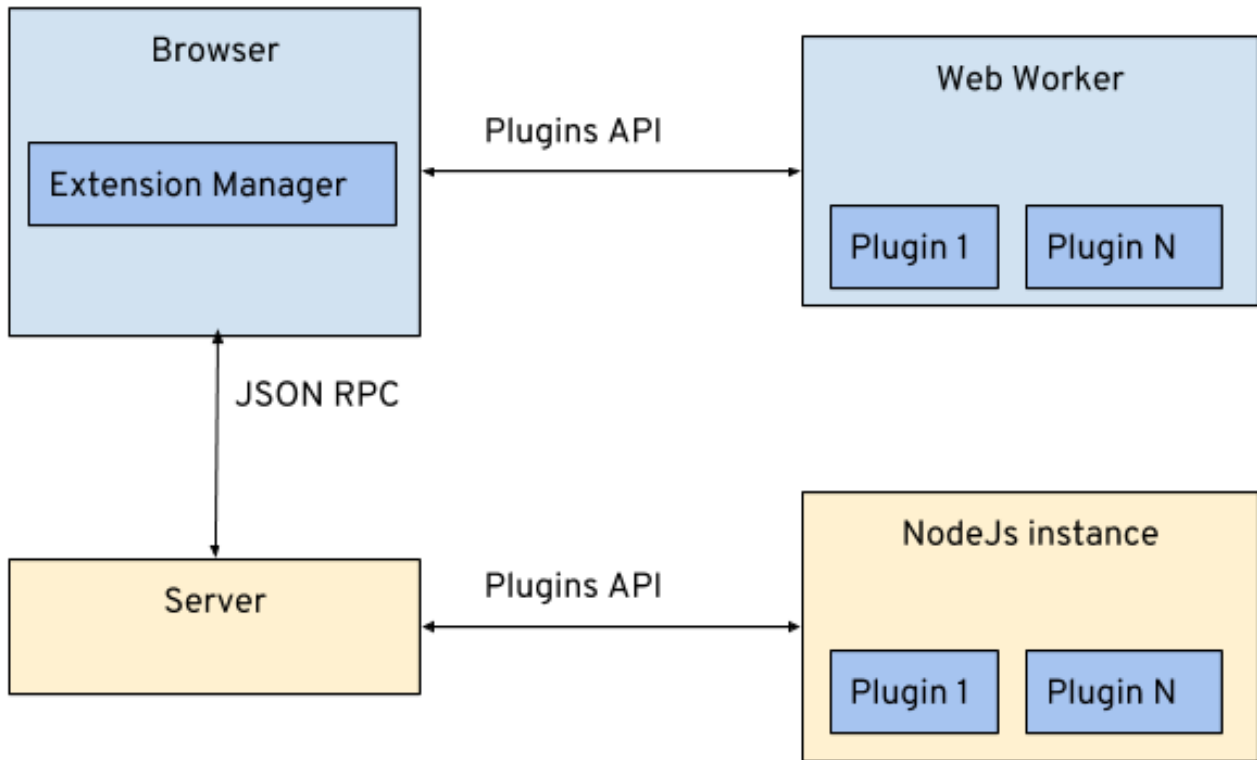 Browser
Extension Manager
Plugins API
Web Worker
Plugin 1
Plugin N
JSON RPC
Server
Plugins API
NodeJs instance
Plugin 1
Plugin N